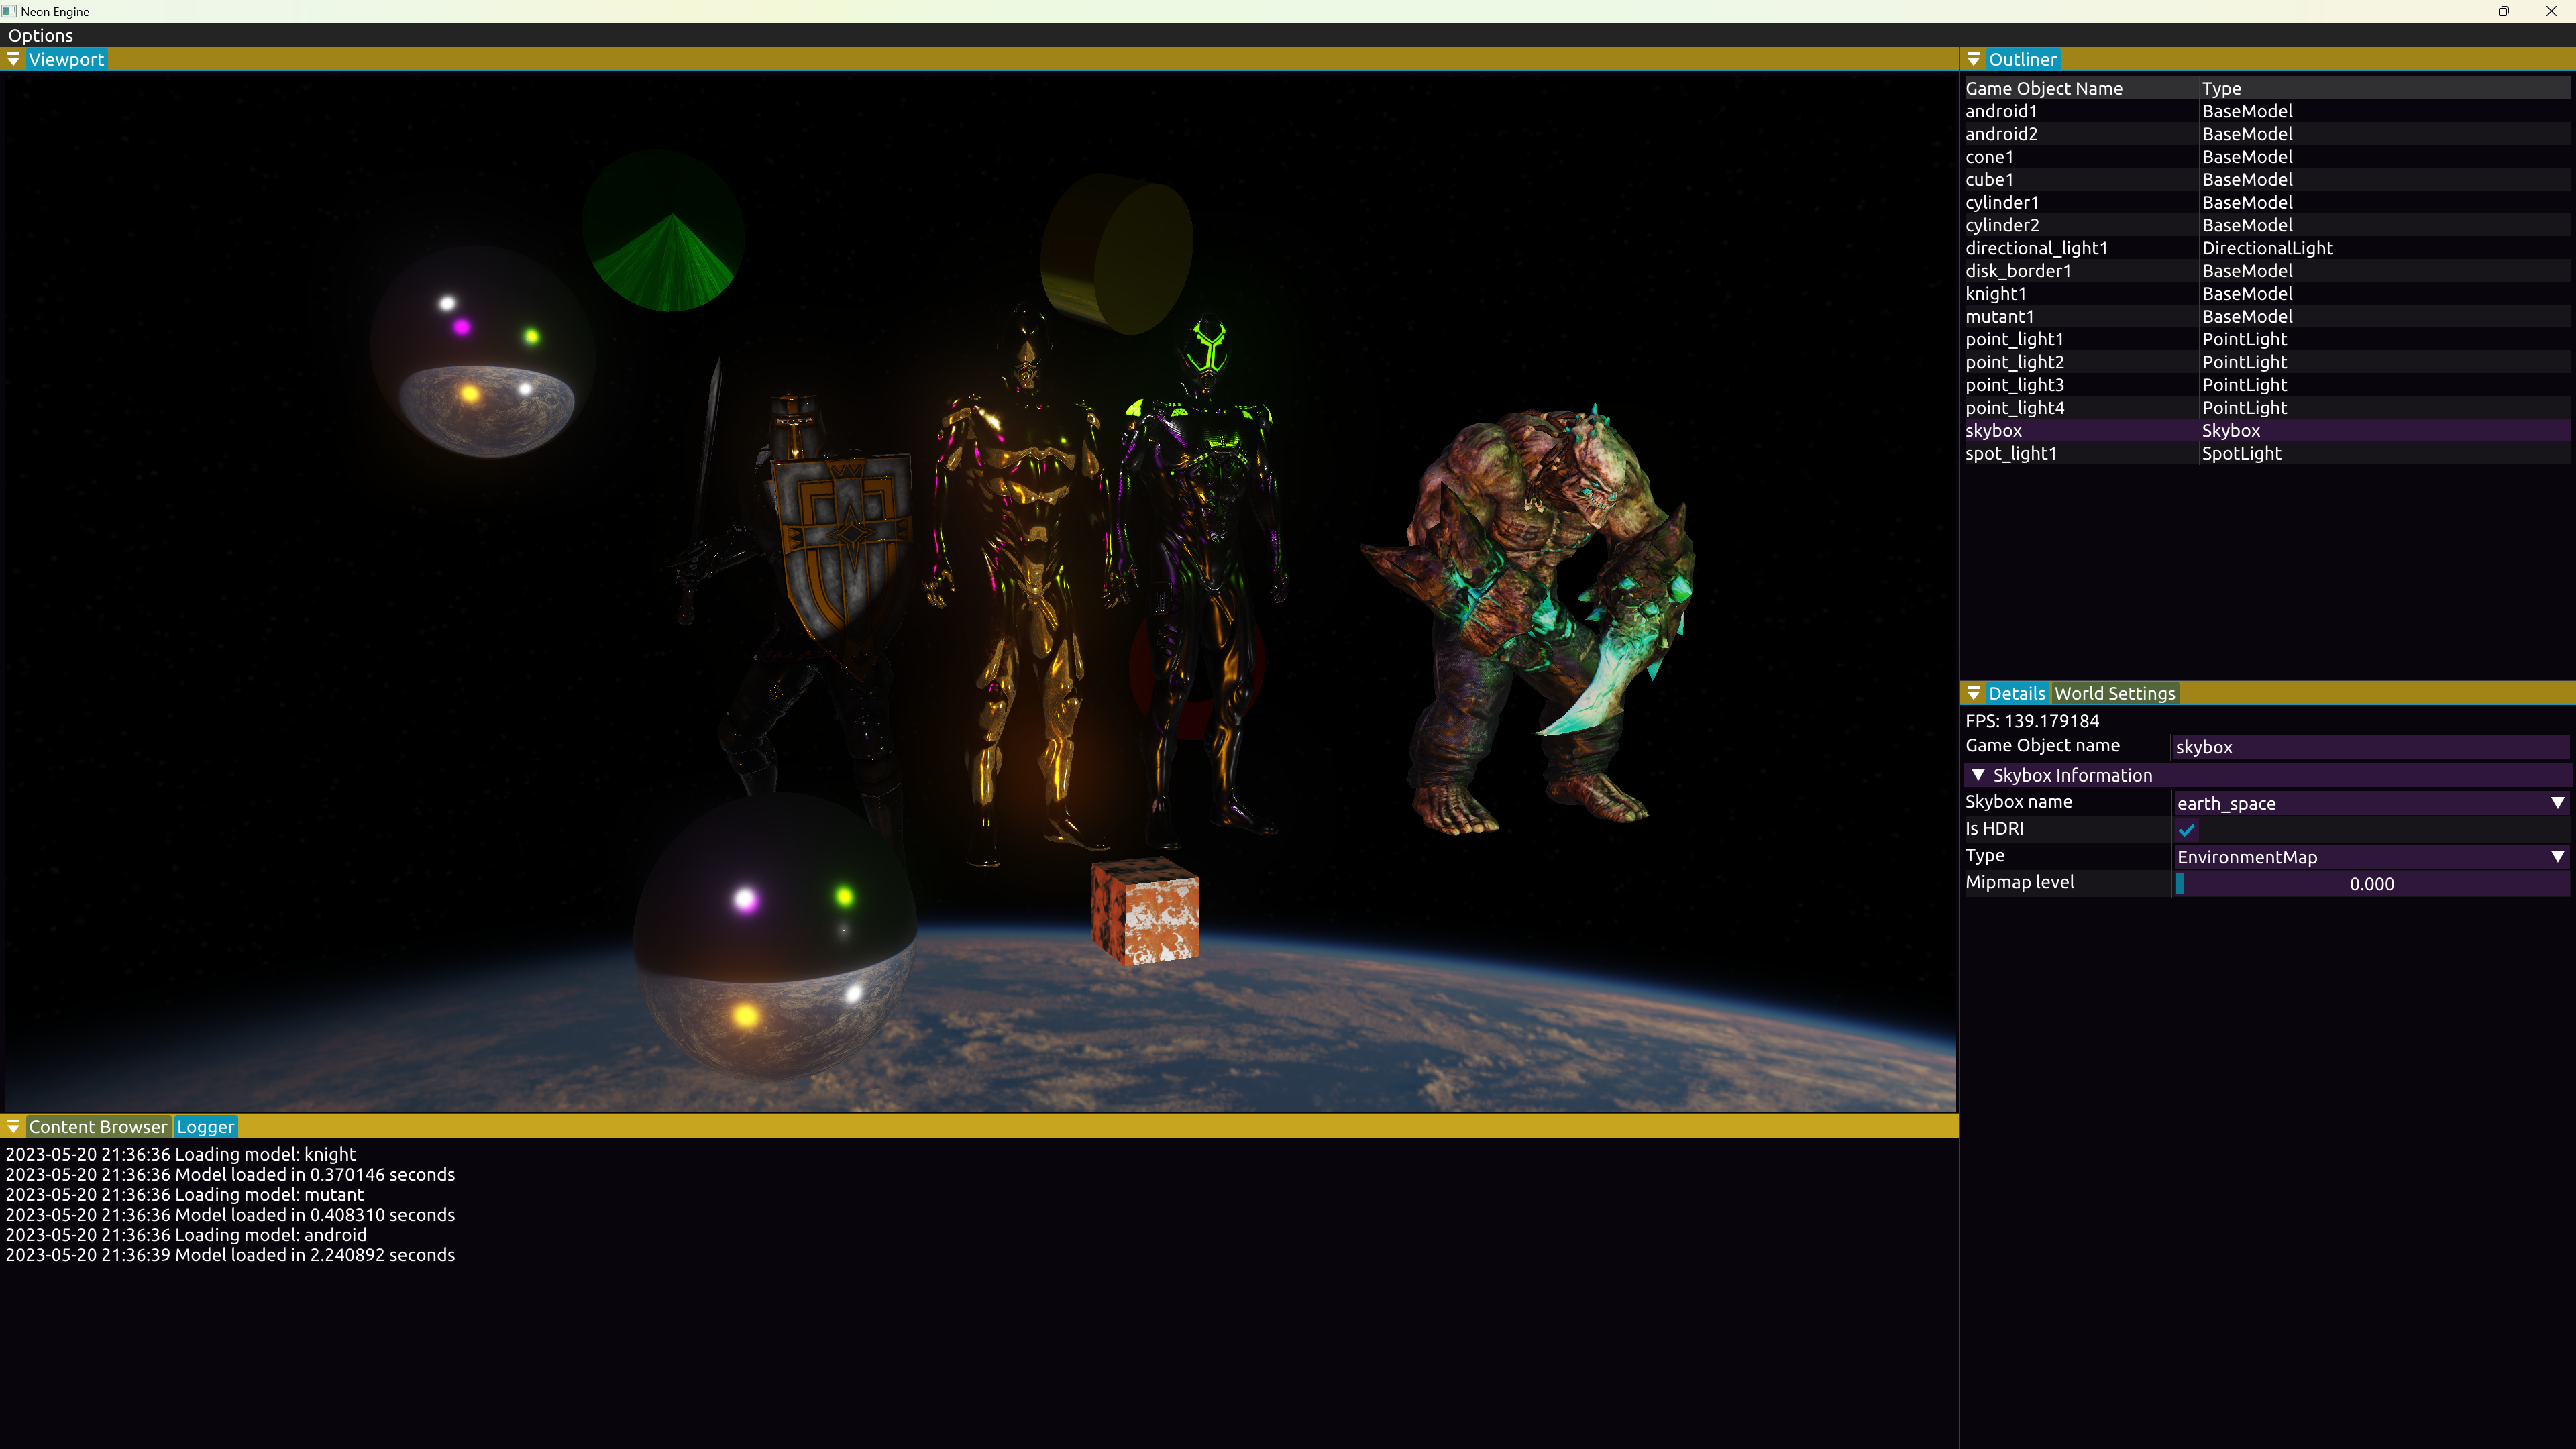 Neon Engine
Options
Viewport
Outliner
Game Object Name Type
android1 BaseModel
android2 BaseModel
cone1 BaseModel
cube1 BaseModel
cylinder1 BaseModel
cylinder2 BaseModel
directional_light1 DirectionalLight
disk_border1 BaseModel
knight1 BaseModel
mutant1 BaseModel
point_light1 PointLight
point_light2 PointLight
point_light3 PointLight
point_light4 PointLight
skybox Skybox
spot_light1 SpotLight
Details World Settings
FPS: 139.179184
Game Object name skybox
Skybox Information
Skybox name earth_space
Is HDRI
Type EnvironmentMap
Mipmap level 0.000
Content Browser Logger
2023-05-20 21:36:36 Loading model: knight
2023-05-20 21:36:36 Model loaded in 0.370146 seconds
2023-05-20 21:36:36 Loading model: mutant
2023-05-20 21:36:36 Model loaded in 0.408310 seconds
2023-05-20 21:36:36 Loading model: android
2023-05-20 21:36:39 Model loaded in 2.240892 seconds